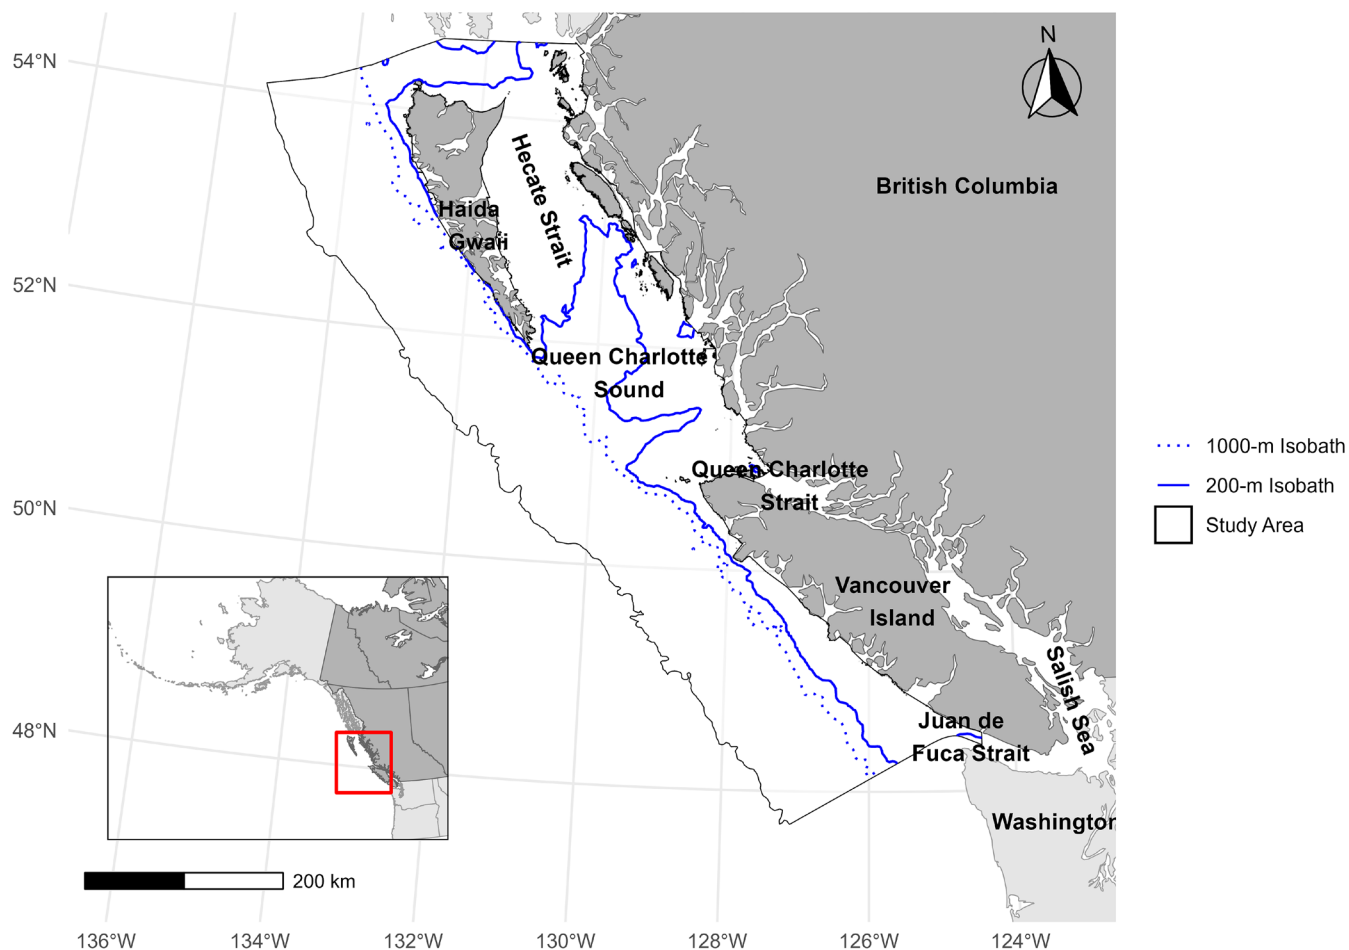 N
54°N
52°N
50°N
48°N
British Columbia
Hecate Strait
Haida
Gwaii
Queen Charlotte
Sound
Queen Charlotte
Strait
Vancouver
Island
Salish Sea
Juan de
Fuca Strait
Washington
1000-m Isobath
200-m Isobath
Study Area
200 km
136°W
134°W
132°W
130°W
128°W
126°W
124°W